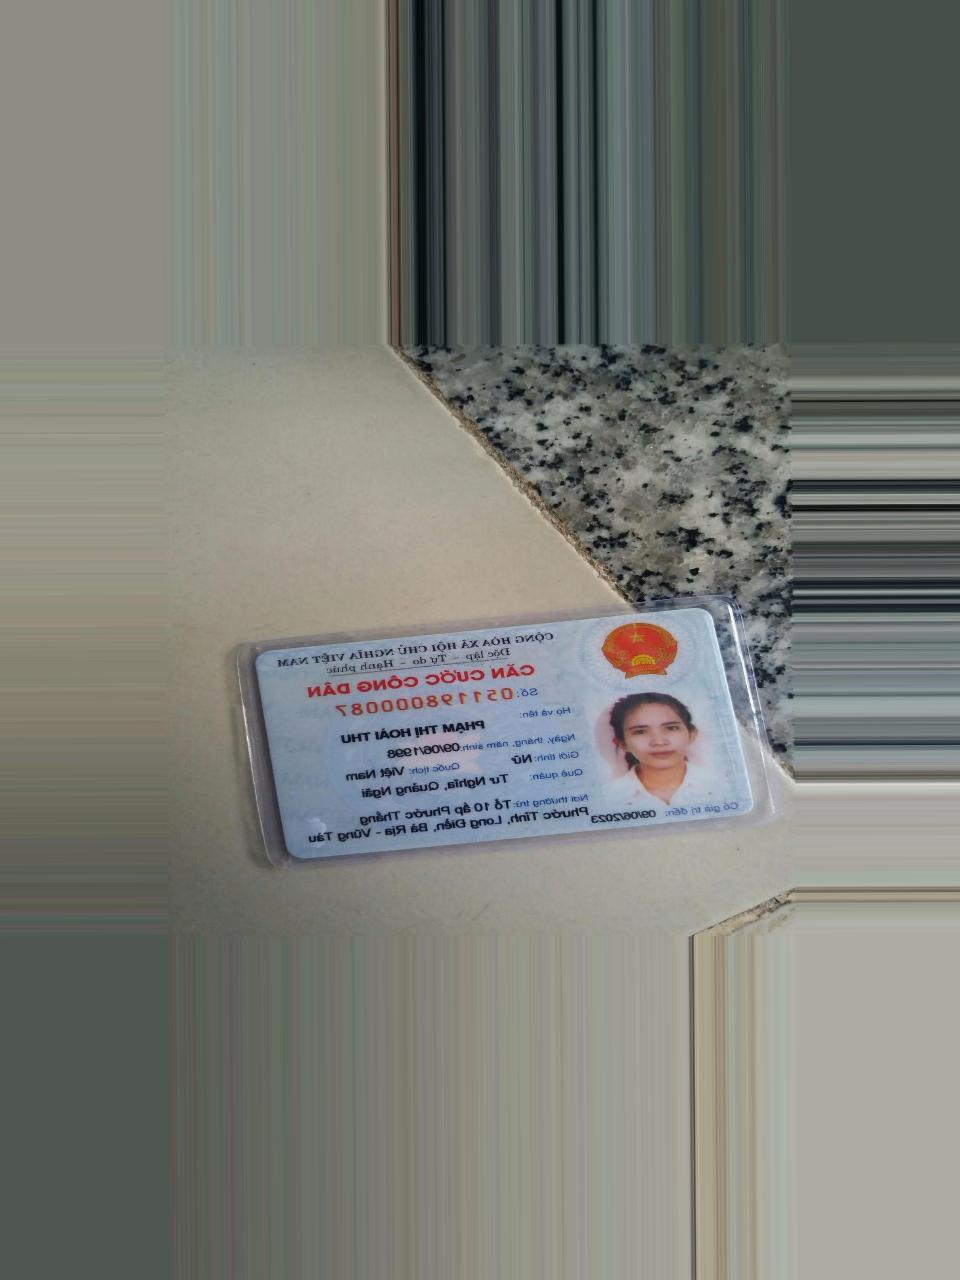 CỘNG HÒA XÃ HỘI CHỦ NGHĨA VIỆT NAM
Độc lập - Tự do - Hạnh phúc
CĂN CƯỚC CÔNG DÂN
Số: 051198000087
Họ và tên:
PHẠM THỊ HOÀI THU
Ngày, tháng, năm sinh: 09/06/1998
Giới tính: Nữ Quốc tịch: Việt Nam
Quê quán: Tư Nghĩa, Quảng Ngãi
Nơi thường trú: Tổ 10 ấp Phước Thắng
Phước Tỉnh, Long Điền, Bà Rịa - Vũng Tàu
Có giá trị đến: 09/06/2023